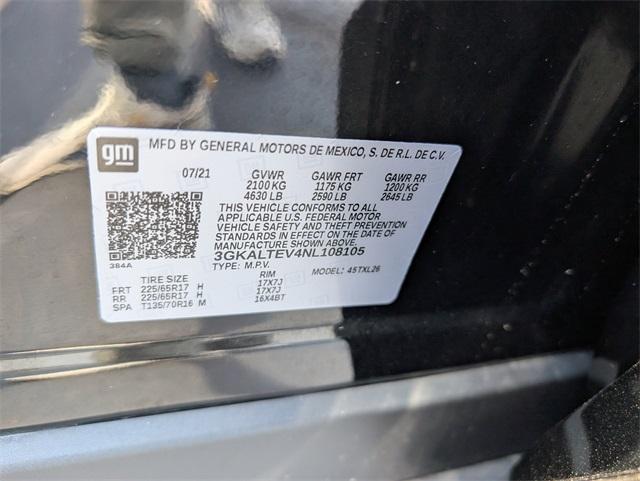 gm
MFD BY GENERAL MOTORS DE MEXICO, S. DE R.L. DE C.V.
07/21 GVWR GAWR FRT GAWR RR
2100 KG 1175 KG 1200 KG
4630 LB 2590 LB 2645 LB
THIS VEHICLE CONFORMS TO ALL
APPLICABLE U.S. FEDERAL MOTOR
VEHICLE SAFETY AND THEFT PREVENTION
STANDARDS IN EFFECT ON THE DATE OF
MANUFACTURE SHOWN ABOVE.
3GKALTEV4NL108105
384A TYPE: M.P.V. MODEL: 45TXL26
TIRE SIZE RIM
FRT 225/65R17 H 17X7J
RR 225/65R17 H 17X7J
SPA T135/70R16 M 16X4BT